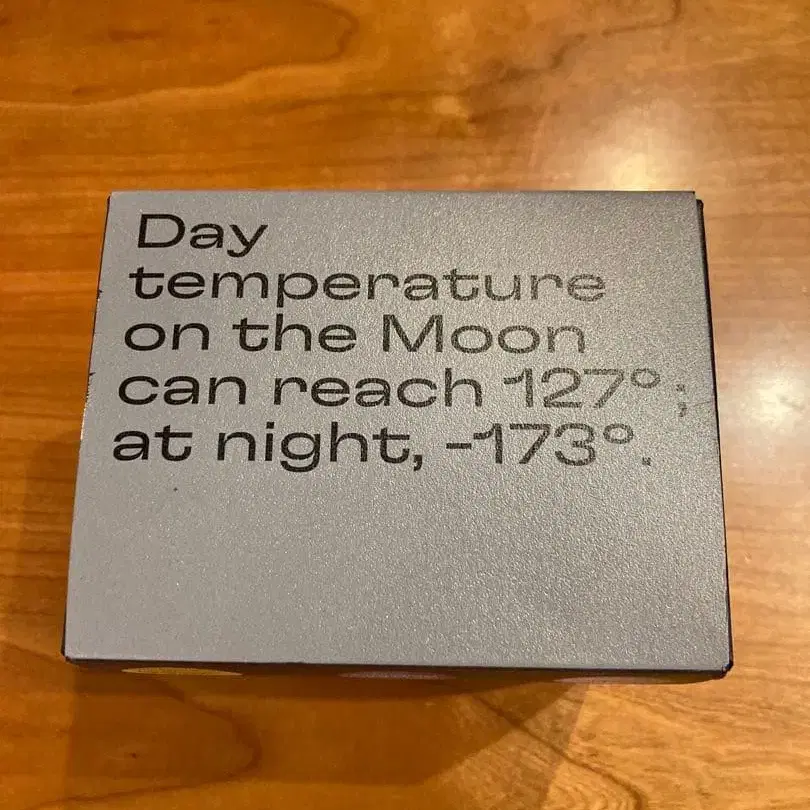 Day
temperature
on the Moon
can reach 127° ;
at night, -173°.